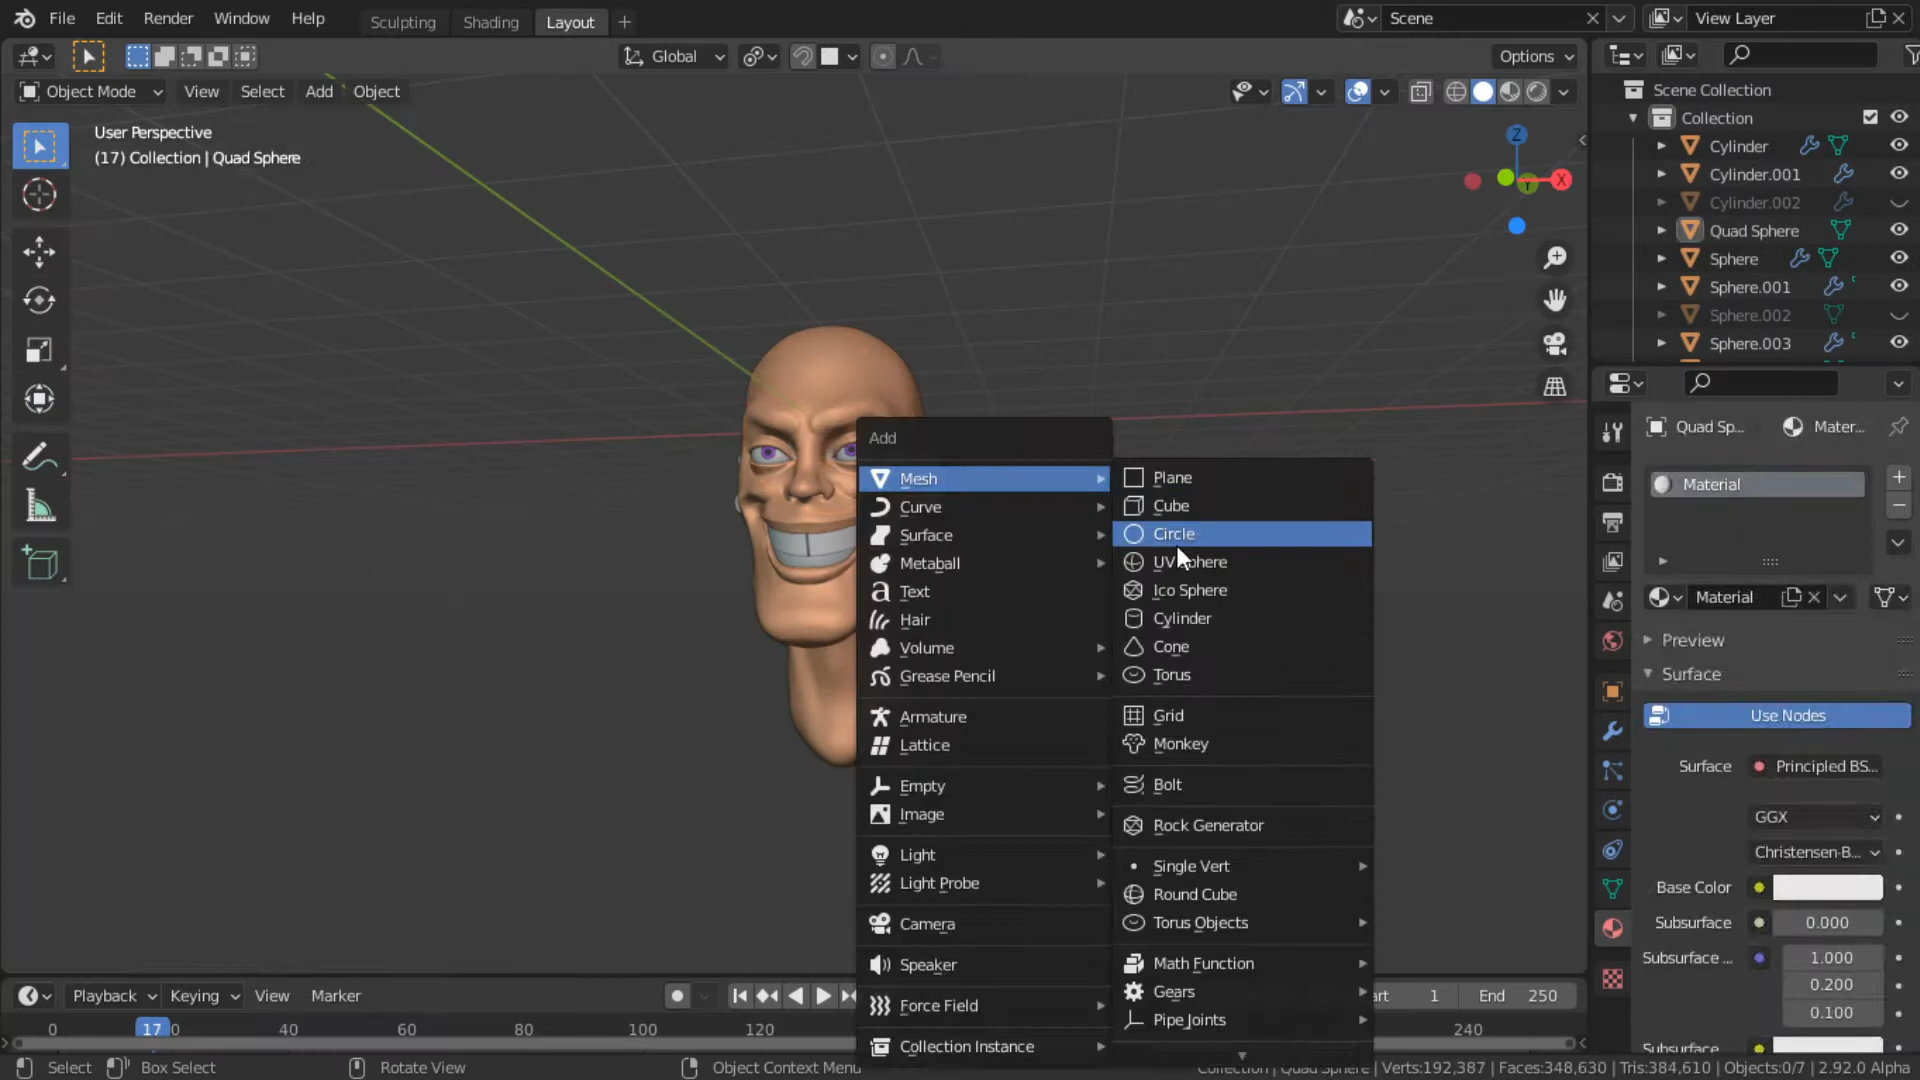 File Edit Render Window Help Sculpting Shading Layout + Scene View Layer
Global Options
Object Mode View Select Add Object
User Perspective
(17) Collection | Quad Sphere
Z
X
Y
Scene Collection
Collection
Cylinder
Cylinder.001
Cylinder.002
Quad Sphere
Sphere
Sphere.001
Sphere.002
Sphere.003
Add
Mesh
Curve
Surface
Metaball
Text
Hair
Volume
Grease Pencil
Armature
Lattice
Empty
Image
Light
Light Probe
Camera
Speaker
Force Field
Collection Instance
Plane
Cube
Circle
UV Sphere
Ico Sphere
Cylinder
Cone
Torus
Grid
Monkey
Bolt
Rock Generator
Single Vert
Round Cube
Torus Objects
Math Function
Gears
Pipe Joints
Quad Sp... Mater...
Material
Material
Preview
Surface
Use Nodes
Surface Principled BS...
GGX
Christensen-B...
Base Color
Subsurface 0.000
Subsurface ... 1.000
0.200
0.100
Subsurface
Playback Keying View Marker 1 End 250
0 17 40 60 80 100 120 240
Select Box Select Rotate View Object Context Menu Collection | Quad Sphere | Verts:192,387 | Faces:348,630 | Tris:384,610 | Objects:0/7 | 2.92.0 Alpha